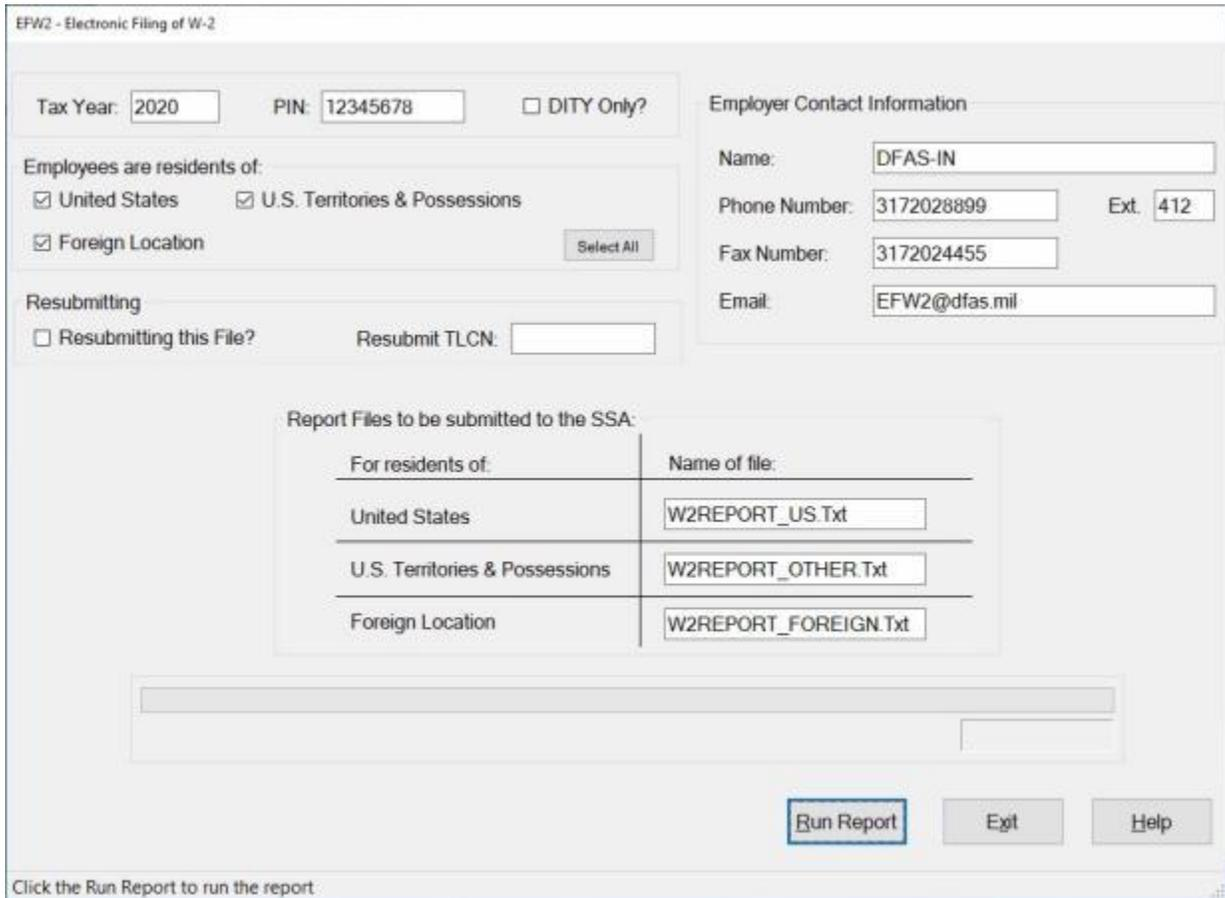 EFW2 - Electronic Filing of W-2
Tax Year: 2020 PIN: 12345678 DITY Only?
Employees are residents of:
United States U.S. Territories & Possessions
Foreign Location Select All
Resubmitting
Resubmitting this File? Resubmit TLCN:
Employer Contact Information
Name: DFAS-IN
Phone Number: 3172028899 Ext. 412
Fax Number: 3172024455
Email: EFW2@dfas.mil
Report Files to be submitted to the SSA:
For residents of: Name of file:
United States W2REPORT_US.Txt
U.S. Territories & Possessions W2REPORT_OTHER.Txt
Foreign Location W2REPORT_FOREIGN.Txt
Run Report Exit Help
Click the Run Report to run the report